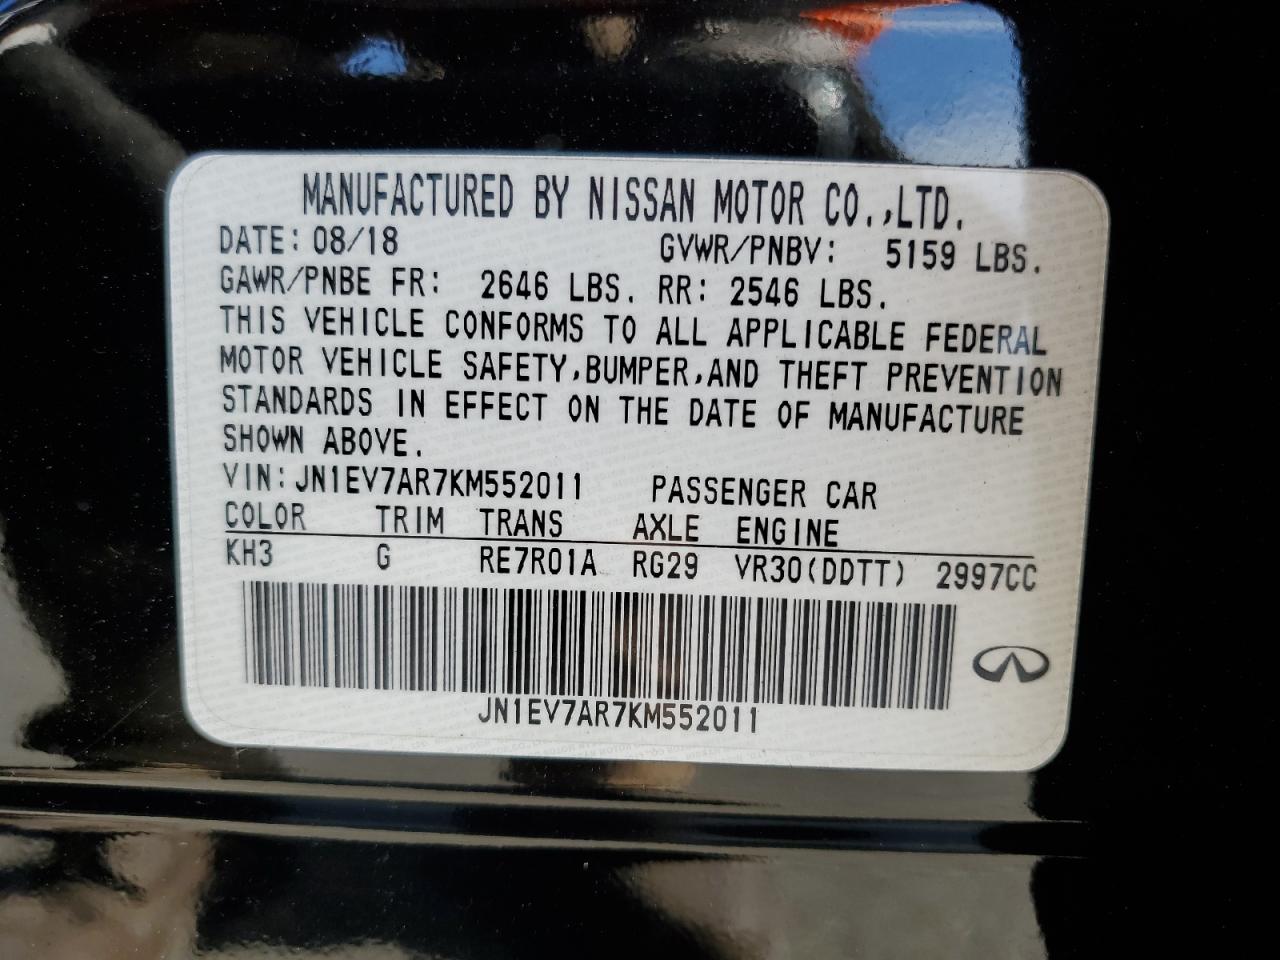 MANUFACTURED BY NISSAN MOTOR CO.,LTD.
DATE: 08/18 GVWR/PNBV: 5159 LBS.
GAWR/PNBE FR: 2646 LBS. RR: 2546 LBS.
THIS VEHICLE CONFORMS TO ALL APPLICABLE FEDERAL
MOTOR VEHICLE SAFETY,BUMPER,AND THEFT PREVENTION
STANDARDS IN EFFECT ON THE DATE OF MANUFACTURE
SHOWN ABOVE.
VIN:JN1EV7AR7KM552011 PASSENGER CAR
COLOR TRIM TRANS AXLE ENGINE
KH3 G RE7R01A RG29 VR30(DDTT) 2997CC
JN1EV7AR7KM552011